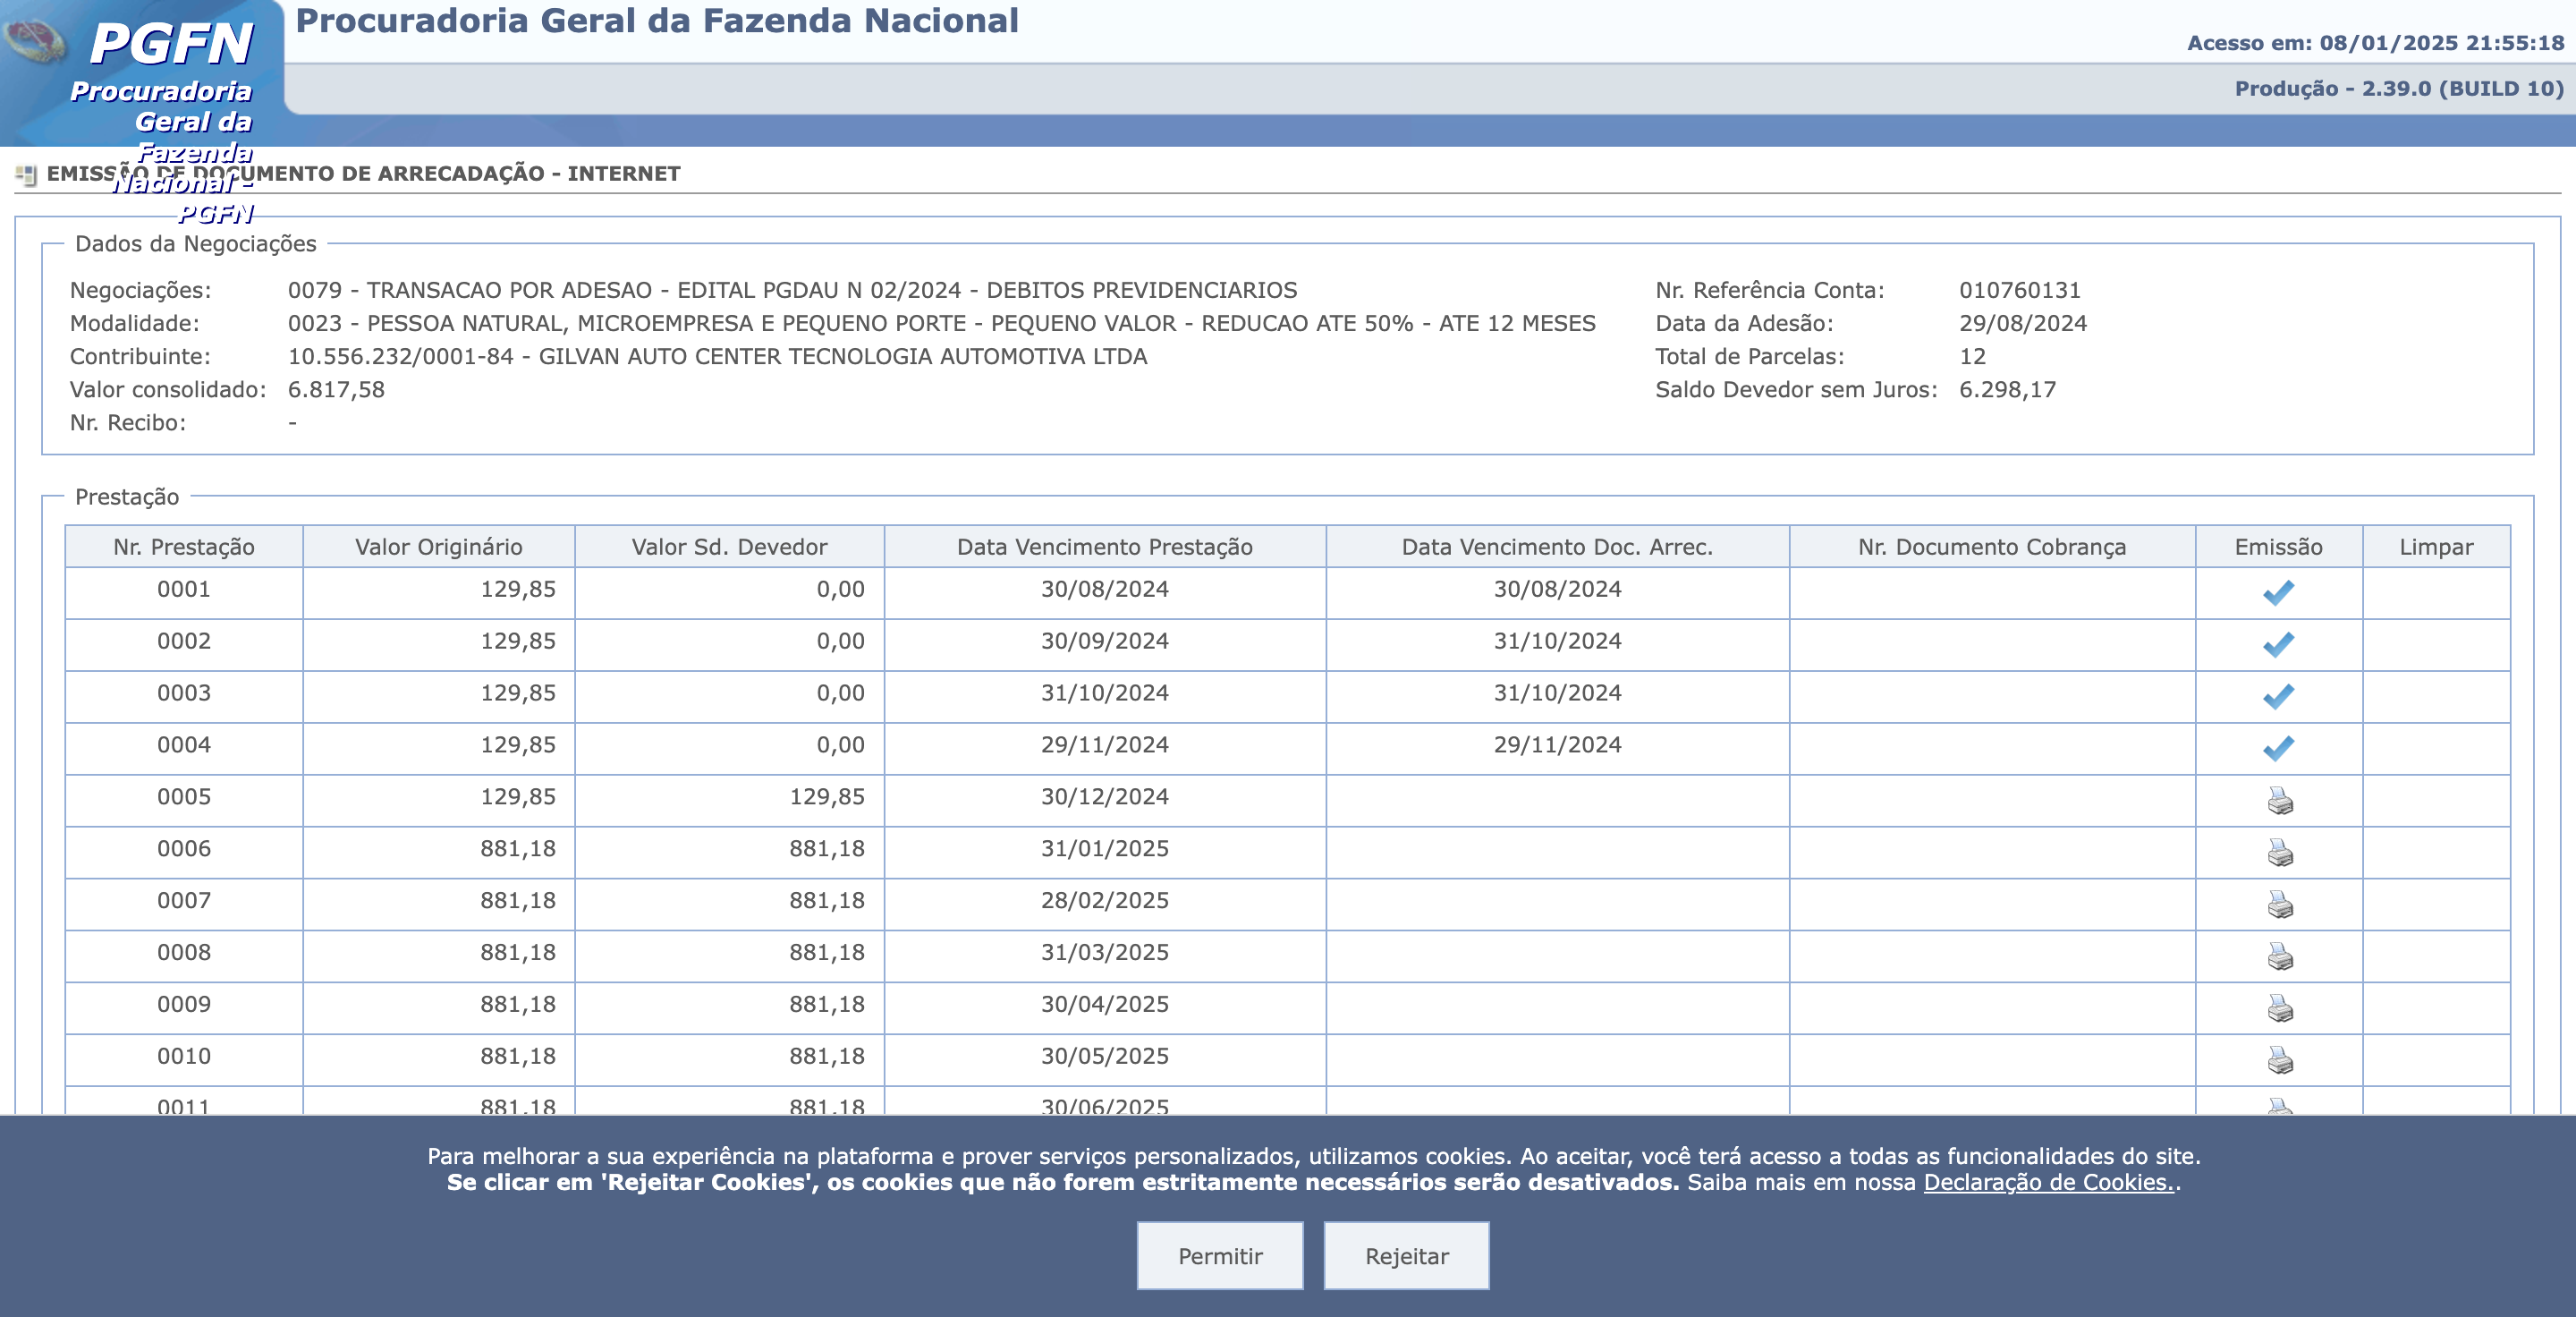 Procuradoria Geral da Fazenda Nacional
PGFN
Procuradoria
Geral da
Fazenda
Nacional -
PGFN
Acesso em: 08/01/2025 21:55:18
Produção - 2.39.0 (BUILD 10)
EMISSÃO DE DOCUMENTO DE ARRECADAÇÃO - INTERNET
Dados da Negociações
Negociações: 0079 - TRANSACAO POR ADESAO - EDITAL PGDAU N 02/2024 - DEBITOS PREVIDENCIARIOS Nr. Referência Conta: 010760131
Modalidade: 0023 - PESSOA NATURAL, MICROEMPRESA E PEQUENO PORTE - PEQUENO VALOR - REDUCAO ATE 50% - ATE 12 MESES Data da Adesão: 29/08/2024
Contribuinte: 10.556.232/0001-84 - GILVAN AUTO CENTER TECNOLOGIA AUTOMOTIVA LTDA Total de Parcelas: 12
Valor consolidado: 6.817,58 Saldo Devedor sem Juros: 6.298,17
Nr. Recibo: -
Prestação
Nr. Prestação Valor Originário Valor Sd. Devedor Data Vencimento Prestação Data Vencimento Doc. Arrec. Nr. Documento Cobrança Emissão Limpar
0001 129,85 0,00 30/08/2024 30/08/2024
0002 129,85 0,00 30/09/2024 31/10/2024
0003 129,85 0,00 31/10/2024 31/10/2024
0004 129,85 0,00 29/11/2024 29/11/2024
0005 129,85 129,85 30/12/2024
0006 881,18 881,18 31/01/2025
0007 881,18 881,18 28/02/2025
0008 881,18 881,18 31/03/2025
0009 881,18 881,18 30/04/2025
0010 881,18 881,18 30/05/2025
0011 881,18 881,18 30/06/2025
Para melhorar a sua experiência na plataforma e prover serviços personalizados, utilizamos cookies. Ao aceitar, você terá acesso a todas as funcionalidades do site.
Se clicar em 'Rejeitar Cookies', os cookies que não forem estritamente necessários serão desativados. Saiba mais em nossa Declaração de Cookies..
Permitir Rejeitar